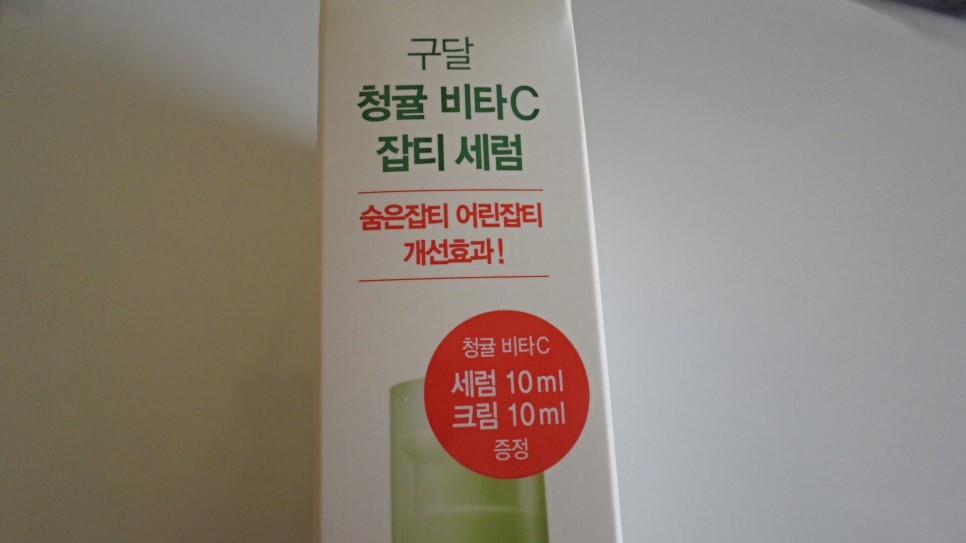 구달
청귤 비타C
잡티 세럼
숨은잡티 어린잡티
개선효과!
청귤 비타C
세럼 10ml
크림 10ml
증정